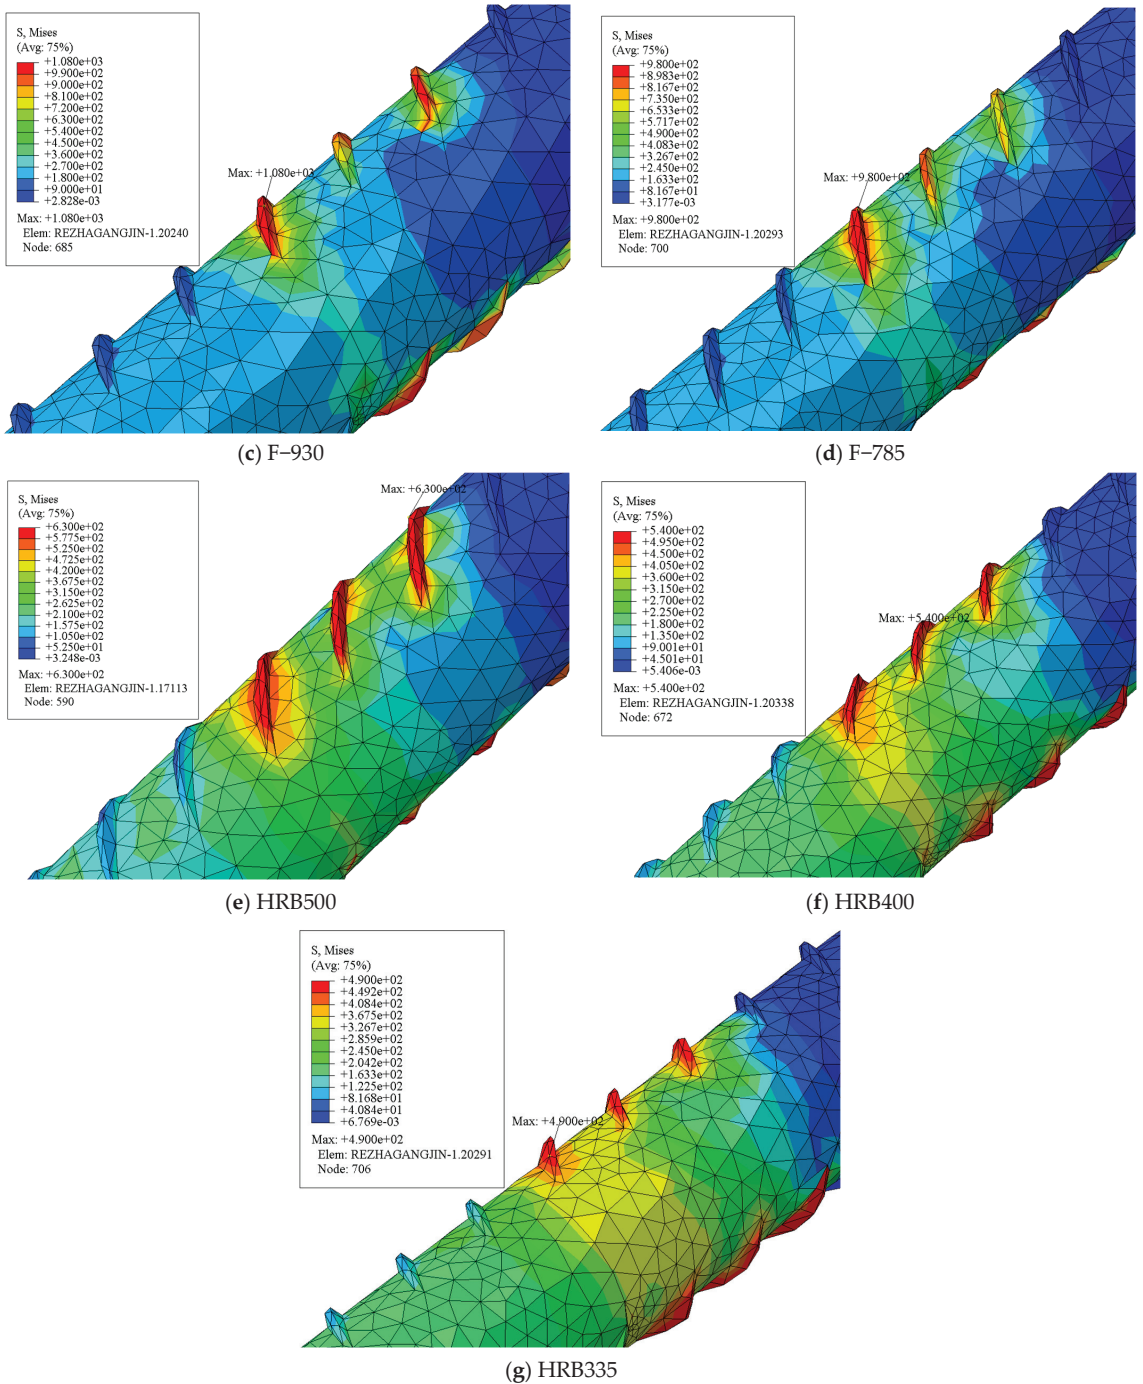 S, Mises
(Avg: 75%)
+1.080e+03
+9.900e+02
+9.000e+02
+8.100e+02
+7.200e+02
+6.300e+02
+5.400e+02
+4.500e+02
+3.600e+02
+2.700e+02
+1.800e+02
+9.000e+01
+2.828e-03
Max: +1.080e+03
Elem: REZHAGANGJIN-1.20240
Node: 685
Max: +1.080e+03
(c) F–930
S, Mises
(Avg: 75%)
+9.800e+02
+8.983e+02
+8.167e+02
+7.350e+02
+6.533e+02
+5.717e+02
+4.900e+02
+4.083e+02
+3.267e+02
+2.450e+02
+1.633e+02
+8.167e+01
+3.177e-03
Max: +9.800e+02
Elem: REZHAGANGJIN-1.20293
Node: 700
Max: +9.800e+02
(d) F–785
S, Mises
(Avg: 75%)
+6.300e+02
+5.775e+02
+5.250e+02
+4.725e+02
+4.200e+02
+3.675e+02
+3.150e+02
+2.625e+02
+2.100e+02
+1.575e+02
+1.050e+02
+5.250e+01
+3.248e-03
Max: +6.300e+02
Elem: REZHAGANGJIN-1.17113
Node: 590
Max: +6.300e+02
(e) HRB500
S, Mises
(Avg: 75%)
+5.400e+02
+4.950e+02
+4.500e+02
+4.050e+02
+3.600e+02
+3.150e+02
+2.700e+02
+2.250e+02
+1.800e+02
+1.350e+02
+9.001e+01
+4.501e+01
+5.406e-03
Max: +5.400e+02
Elem: REZHAGANGJIN-1.20338
Node: 672
Max: +5.400e+02
(f) HRB400
S, Mises
(Avg: 75%)
+4.900e+02
+4.492e+02
+4.084e+02
+3.675e+02
+3.267e+02
+2.859e+02
+2.450e+02
+2.042e+02
+1.633e+02
+1.225e+02
+8.168e+01
+4.084e+01
+6.769e-03
Max: +4.900e+02
Elem: REZHAGANGJIN-1.20291
Node: 706
Max: +4.900e+02
(g) HRB335